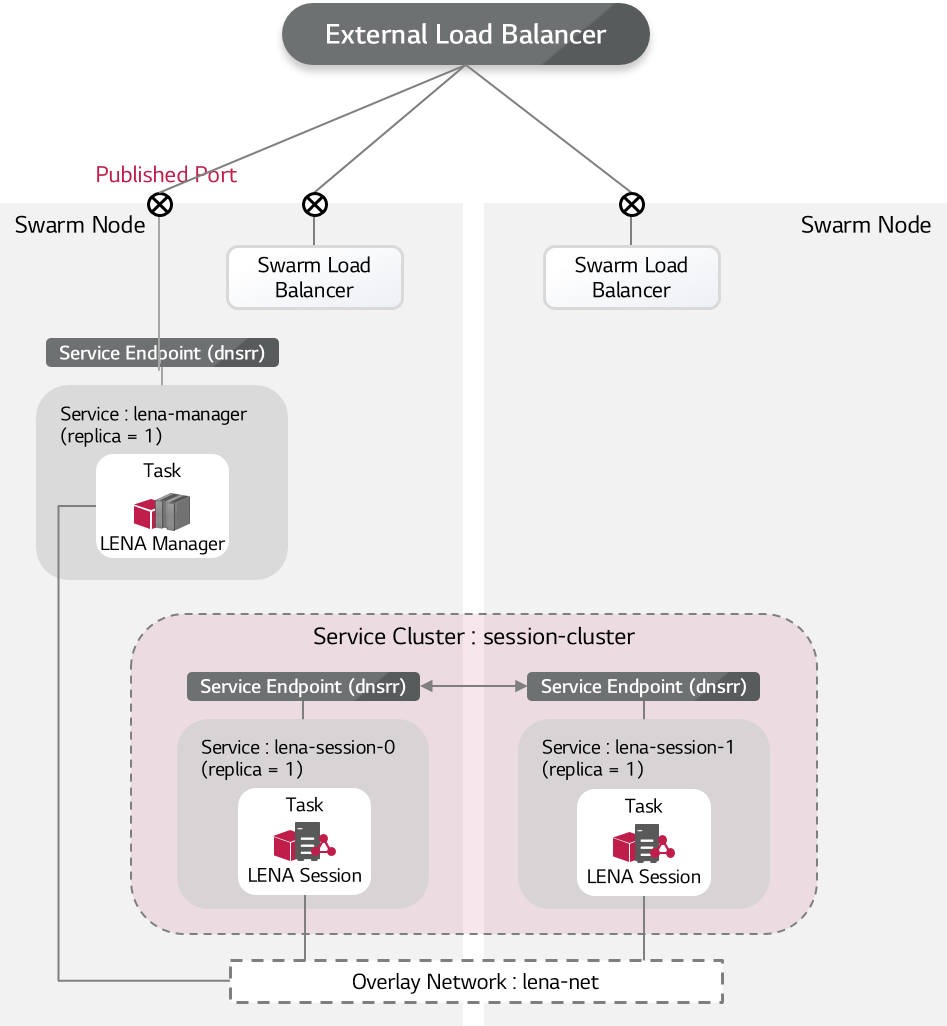 External Load Balancer
Published Port
Swarm Node
Swarm Node
Swarm Load
Balancer
Swarm Load
Balancer
Service Endpoint (dnsrr)
Service : lena-manager
(replica = 1)
Task
LENA Manager
Service Cluster : session-cluster
Service Endpoint (dnsrr)
Service Endpoint (dnsrr)
Service : lena-session-0
(replica = 1)
Task
LENA Session
Service : lena-session-1
(replica = 1)
Task
LENA Session
Overlay Network : lena-net